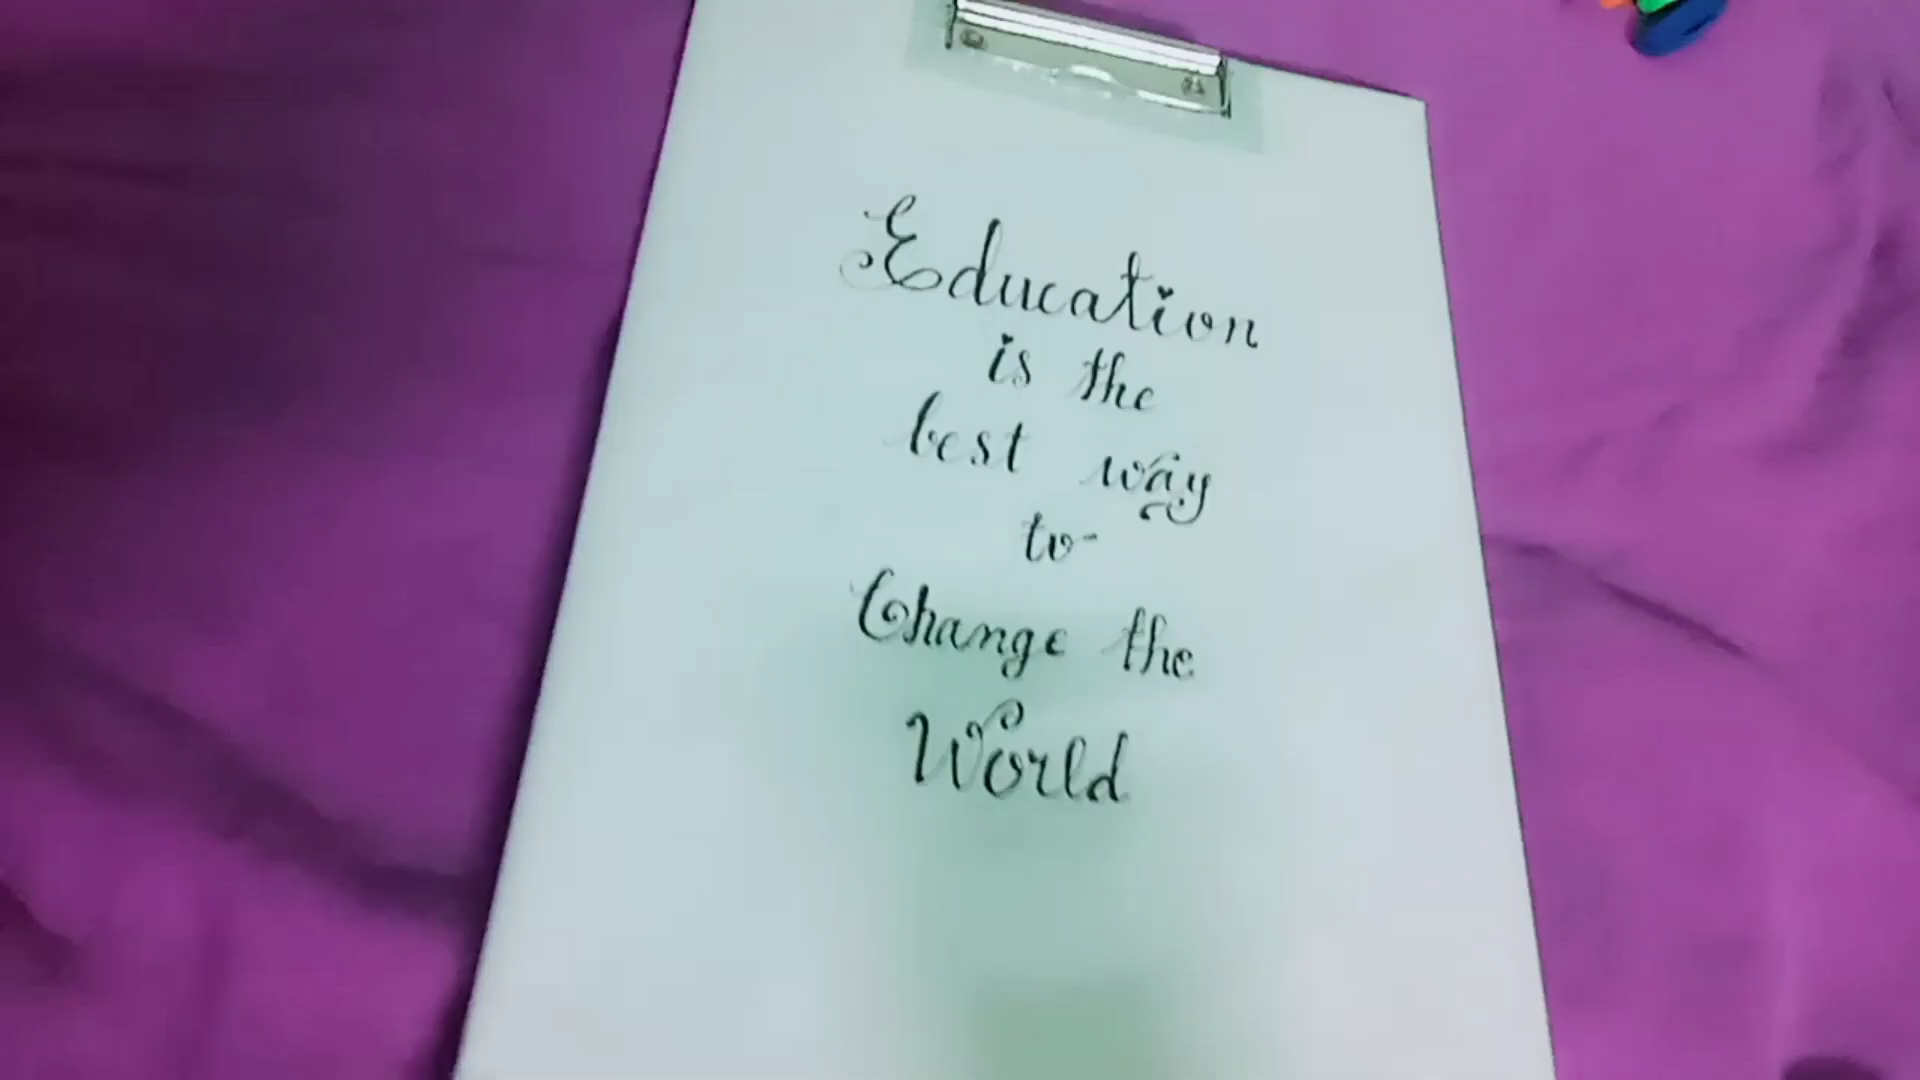 Education
is the
best way
to
Change the
World